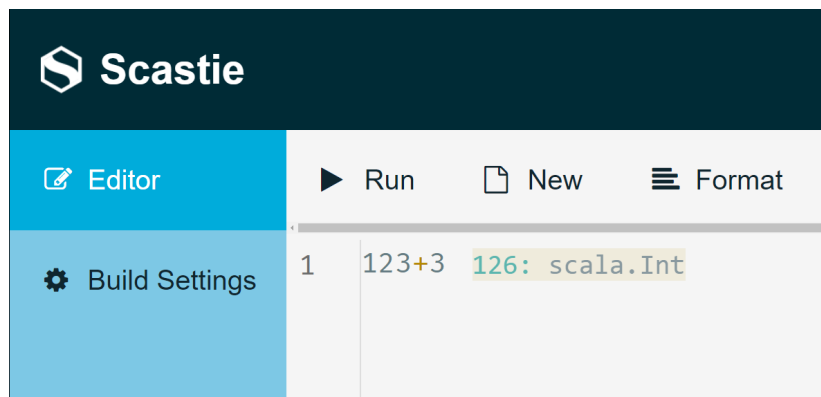 Scastie
Editor
Run New Format
Build Settings
1 123+3 126: scala.Int